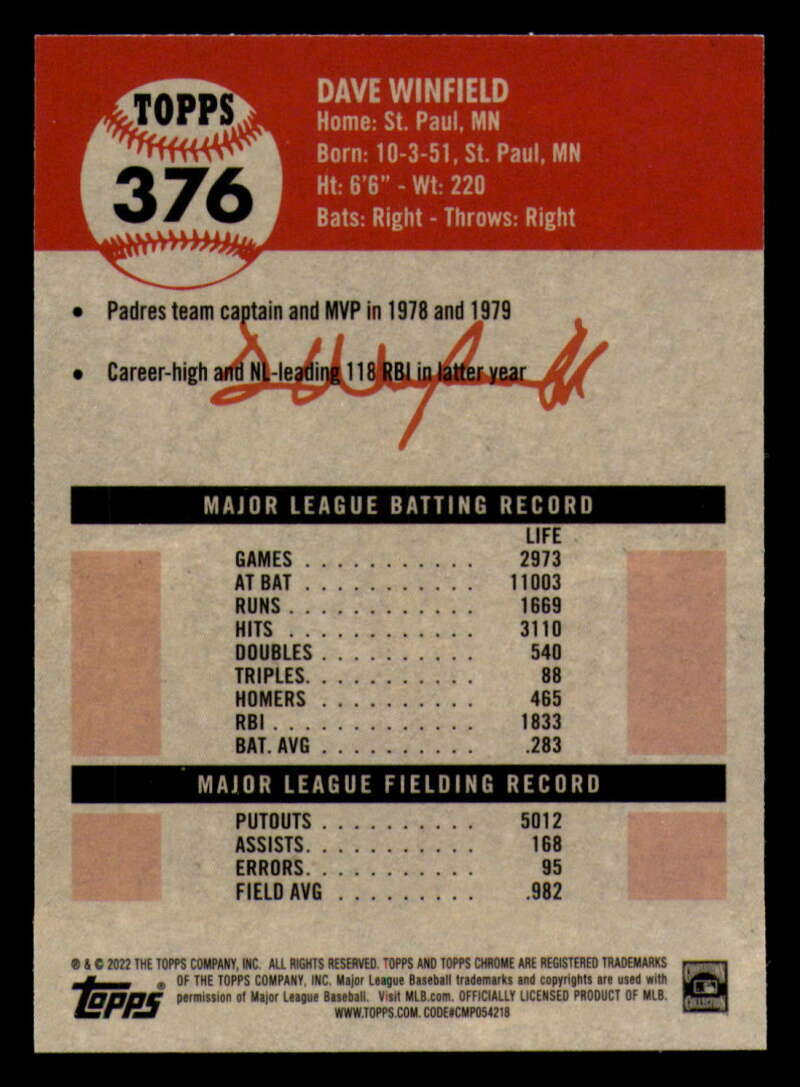 TOPPS
376
DAVE WINFIELD
Home: St. Paul, MN
Born: 10-3-51, St. Paul, MN
Ht: 6'6" - Wt: 220
Bats: Right - Throws: Right
• Padres team captain and MVP in 1978 and 1979
• Career-high and NL-leading 118 RBI in latter year
MAJOR LEAGUE BATTING RECORD
LIFE
GAMES . . . . . . . . . . . 2973
AT BAT . . . . . . . . . . . 11003
RUNS . . . . . . . . . . . . 1669
HITS . . . . . . . . . . . . 3110
DOUBLES . . . . . . . . . . 540
TRIPLES. . . . . . . . . . . 88
HOMERS . . . . . . . . . . 465
RBI . . . . . . . . . . . . . 1833
BAT. AVG . . . . . . . . . . .283
MAJOR LEAGUE FIELDING RECORD
PUTOUTS . . . . . . . . . . 5012
ASSISTS. . . . . . . . . . . 168
ERRORS. . . . . . . . . . . 95
FIELD AVG . . . . . . . . . .982
® & © 2022 THE TOPPS COMPANY, INC. ALL RIGHTS RESERVED. TOPPS AND TOPPS CHROME ARE REGISTERED TRADEMARKS
OF THE TOPPS COMPANY, INC. Major League Baseball trademarks and copyrights are used with
permission of Major League Baseball. Visit MLB.com. OFFICIALLY LICENSED PRODUCT OF MLB.
WWW.TOPPS.COM. CODE#CMP054218
topps®
COLLECTION